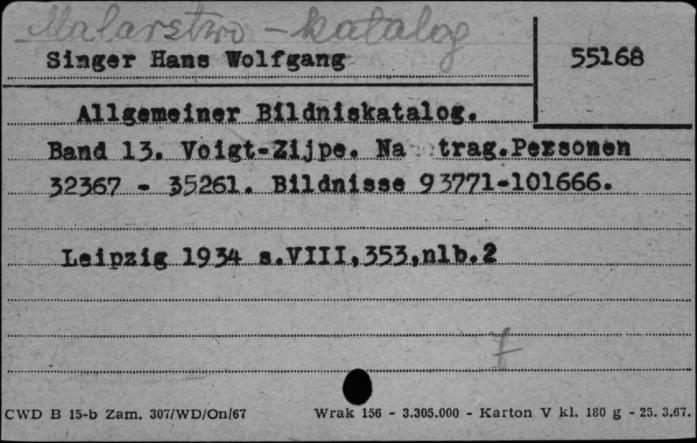 Malarstwo - katalog
Singer Hans Wolfgang
55168
Allgemeiner Bildniskatalog.
Band 13. Voigt-Zijpe. Na trag.Personen
32367 - 35261. Bildnisse 93771-101666.
Leipzig 1934 s.VIII,353,nlb.2
f
CWD B 15-b Zam. 307/WD/On/67 Wrak 156 - 3.305.000 - Karton V kl. 180 g - 25. 3.67.